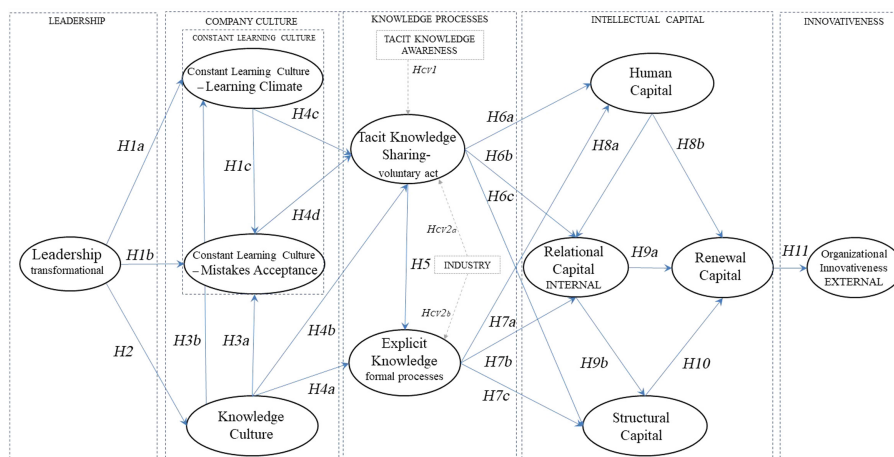 LEADERSHIP
COMPANY CULTURE
KNOWLEDGE PROCESSES
INTELLECTUAL CAPITAL
INNOVATIVENESS
CONSTANT LEARNING CULTURE
Constant Learning Culture
– Learning Climate
TACIT KNOWLEDGE
AWARENESS
Hcv1
Human
Capital
H1a
H4c
H6a
H1c
Tacit Knowledge
Sharing-
voluntary act
H6b
H8a
H8b
H6c
H4d
Leadership
transformational
H1b
Constant Learning Culture
– Mistakes Acceptance
Hcv2a
H5
INDUSTRY
Relational
Capital
INTERNAL
H9a
Renewal
Capital
H11
Organizational
Innovativeness
EXTERNAL
H2
H3b
H3a
H4b
Hcv2b
H7a
Explicit Knowledge
formal processes
H4a
H7b
H9b
H10
H7c
Knowledge
Culture
Structural
Capital